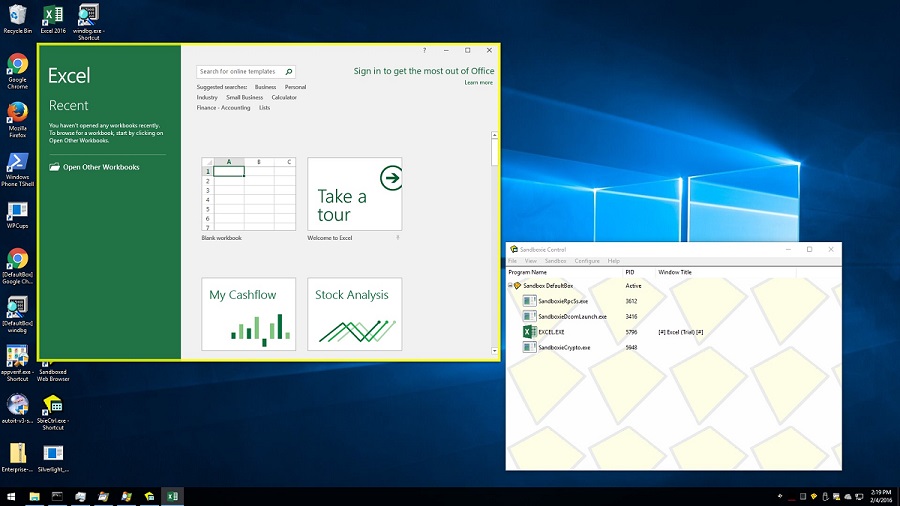 Recycle Bin
Excel 2016
windbg.exe -
Shortcut
Google
Chrome
Mozilla
Firefox
Windows
Phone TShell
WPCups
[DefaultBox]
Google Ch...
[DefaultBox]
windbg
appverif.exe -
Shortcut
Sandboxed
Web Browser
autoit-v3-s...
SbieCtrl.exe -
Shortcut
Enterprise-...
Silverlight_...
Excel
Recent
You haven't opened any workbooks recently.
To browse for a workbook, start by clicking on
Open Other Workbooks.
Open Other Workbooks
?
Search for online templates
Sign in to get the most out of Office
Learn more
Suggested searches: Business Personal
Industry Small Business Calculator
Finance - Accounting Lists
A B C
1
2
3
4
5
6
7
Blank workbook
Take a
tour
Welcome to Excel
My Cashflow
Stock Analysis
Sandboxie Control
File View Sandbox Configure Help
Program Name PID Window Title
Sandbox DefaultBox Active
SandboxieRpcSs.exe 3612
SandboxieDcomLaunch.exe 3416
EXCEL.EXE 5796 [#] Excel (Trial) [#]
SandboxieCrypto.exe 5948
2:19 PM
2/4/2016